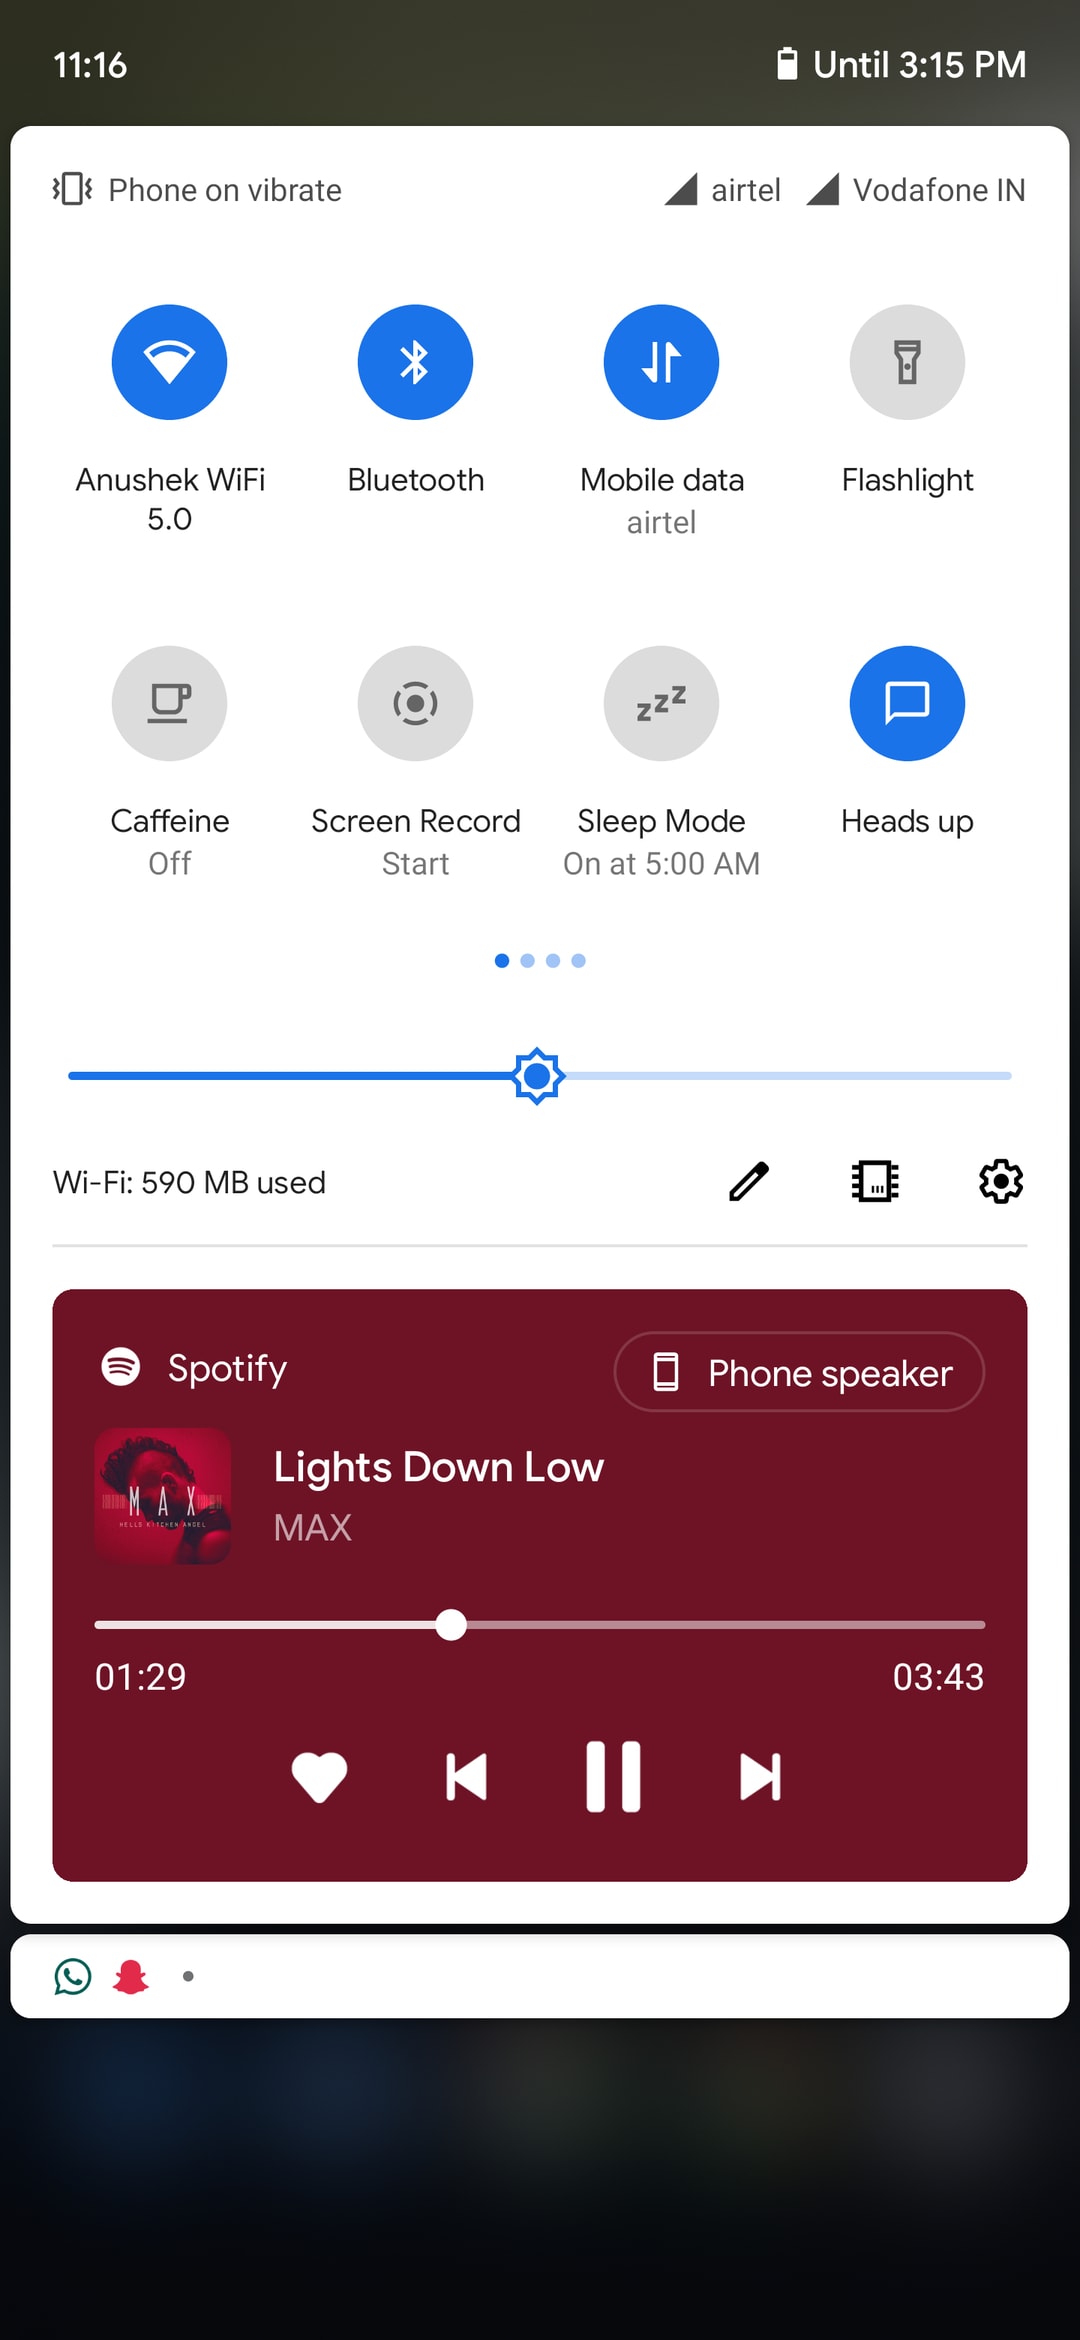 11:16
Until 3:15 PM
Phone on vibrate
airtel
Vodafone IN
Anushek WiFi
5.0
Bluetooth
Mobile data
airtel
Flashlight
Caffeine
Off
Screen Record
Start
Sleep Mode
On at 5:00 AM
Heads up
Wi-Fi: 590 MB used
Spotify
Phone speaker
MAX
HELLS KITCHEN ANGEL
Lights Down Low
MAX
01:29
03:43